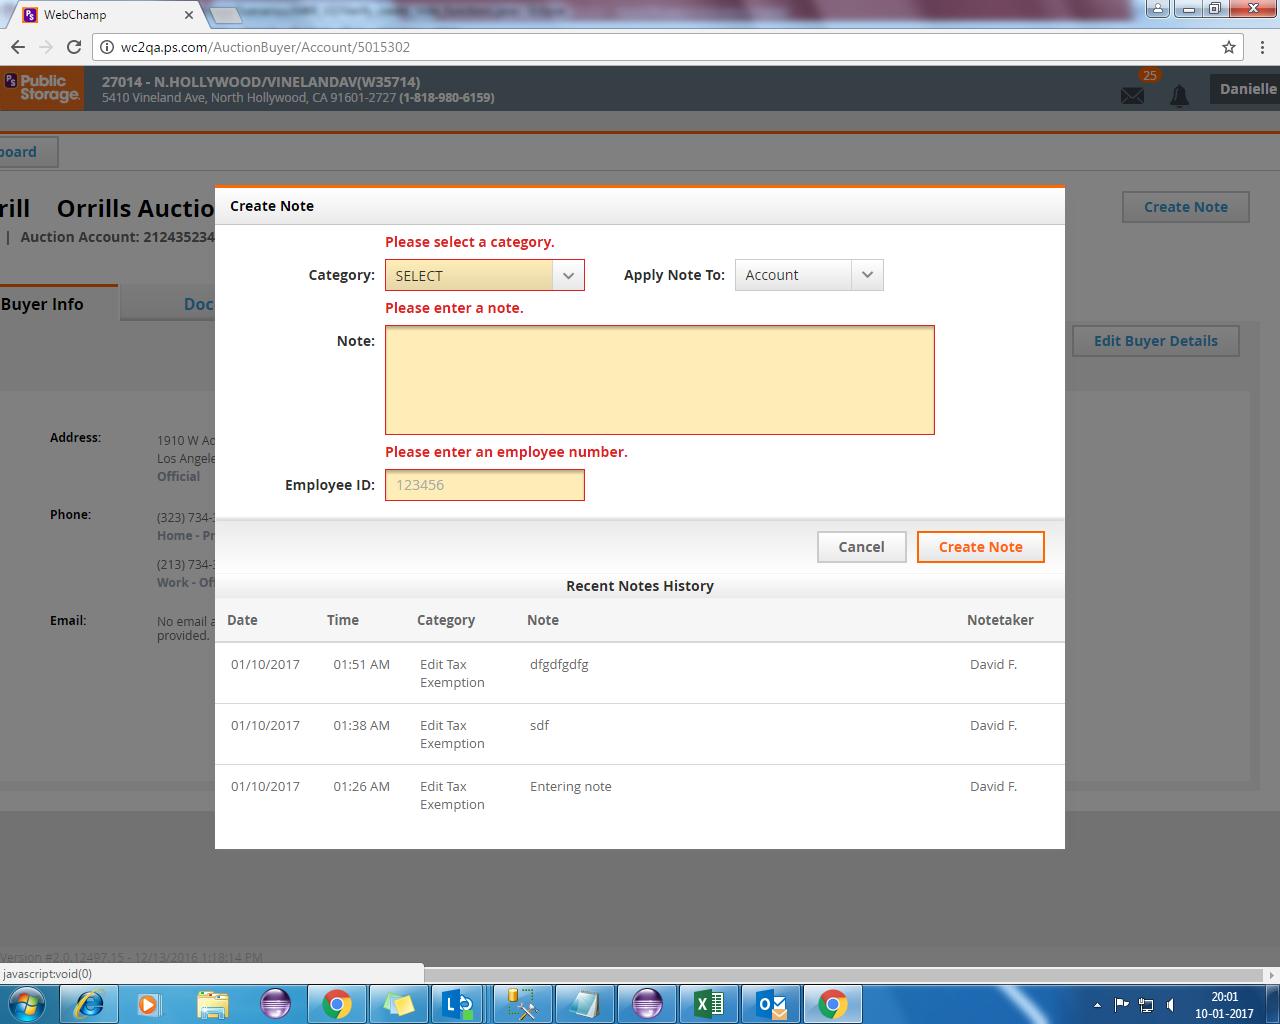 WebChamp
wc2qa.ps.com/AuctionBuyer/Account/5015302
Public Storage
27014 - N.HOLLYWOOD/VINELANDAV(W35714)
5410 Vineland Ave, North Hollywood, CA 91601-2727 (1-818-980-6159)
25
Danielle
board
rill Orrills Auctio
Create Note
| Auction Account: 212435234
Buyer Info
Doc
Edit Buyer Details
Address:
1910 W Ad
Los Angele
Official
Phone:
(323) 734-
Home - Pr
(213) 734-
Work - Off
Email:
No email a
provided.
Create Note
Please select a category.
Category: SELECT
Apply Note To: Account
Please enter a note.
Note:
Please enter an employee number.
Employee ID: 123456
Cancel
Create Note
Recent Notes History
Date Time Category Note Notetaker
01/10/2017 01:51 AM Edit Tax Exemption dfgdfgdfg David F.
01/10/2017 01:38 AM Edit Tax Exemption sdf David F.
01/10/2017 01:26 AM Edit Tax Exemption Entering note David F.
Version #2.0.12497.15 - 12/13/2016 1:18:14 PM
javascript:void(0)
20:01
10-01-2017